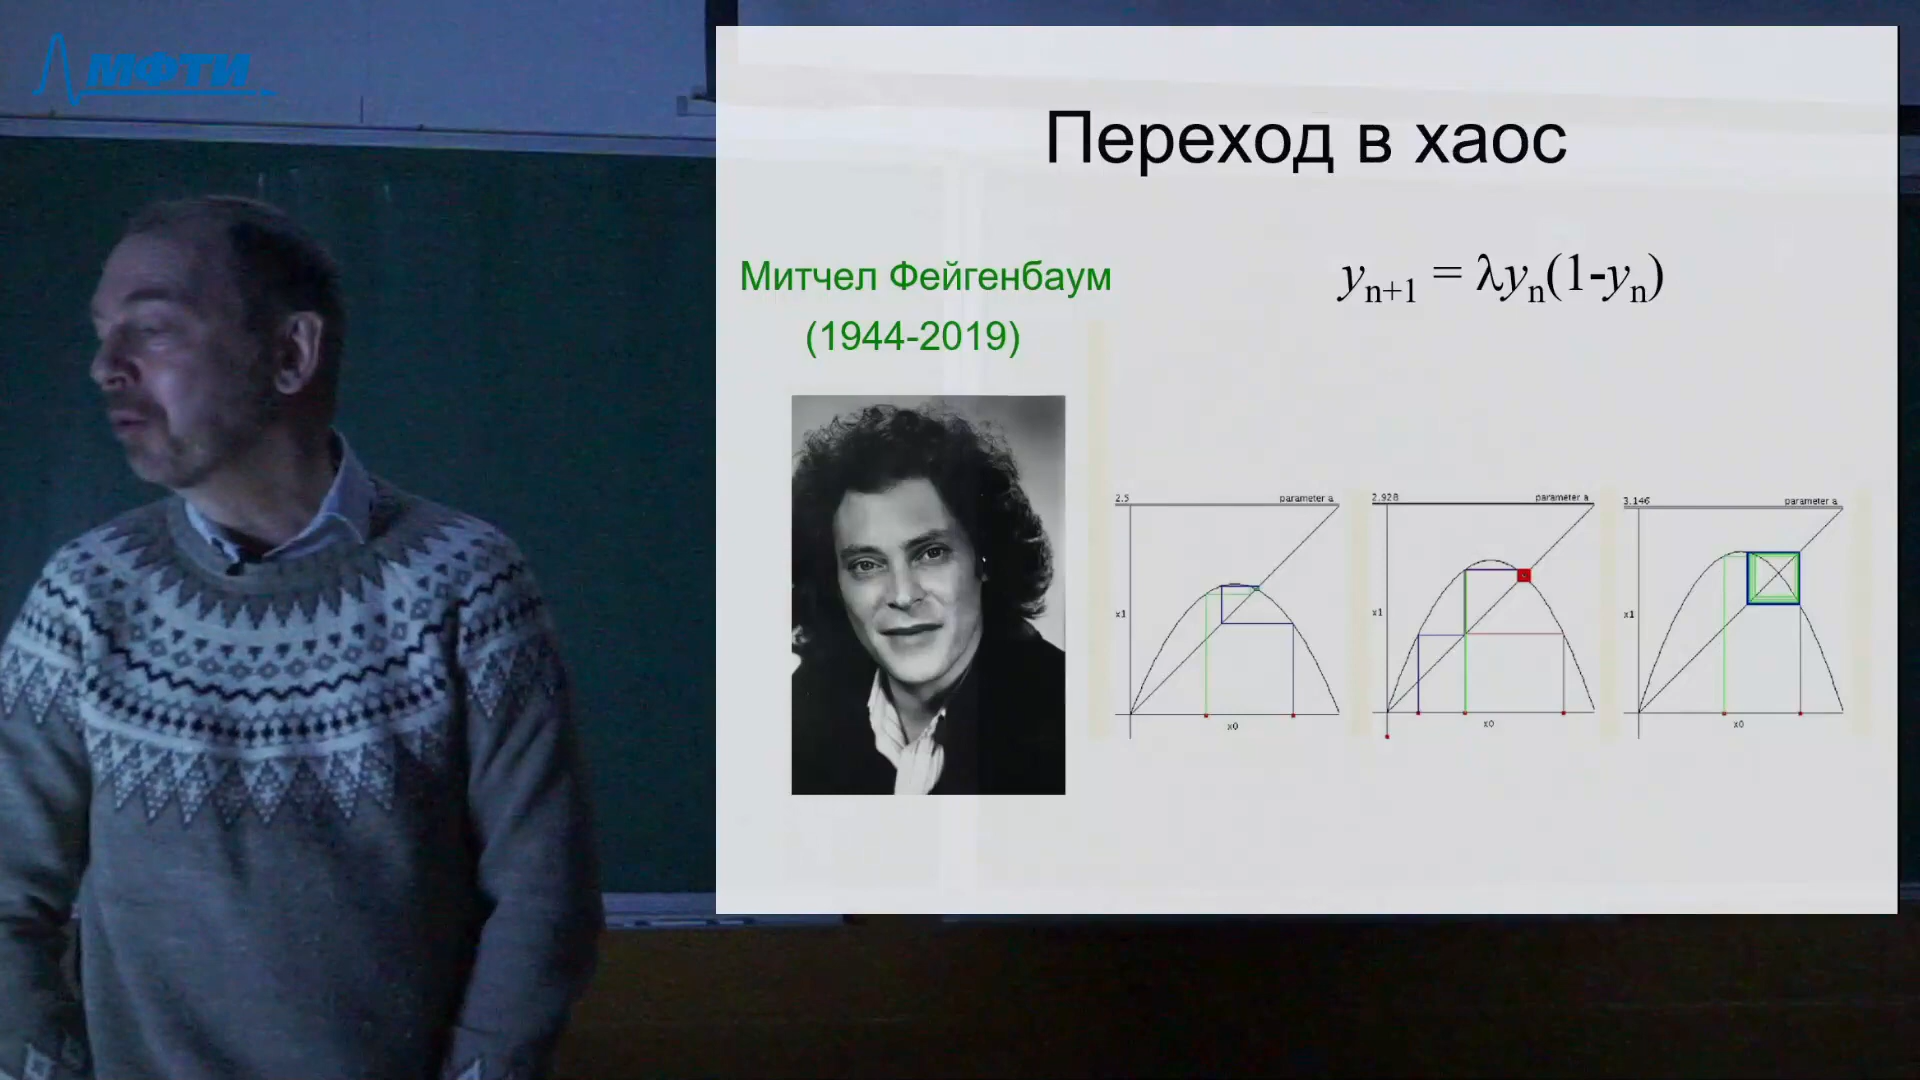 МФТИ
Переход в хаос
Митчел Фейгенбаум
(1944-2019)
yn+1 = λyn(1-yn)
2.5 parameter a
x1
x0
2.928 parameter a
x1
x0
3.146 parameter a
x1
x0